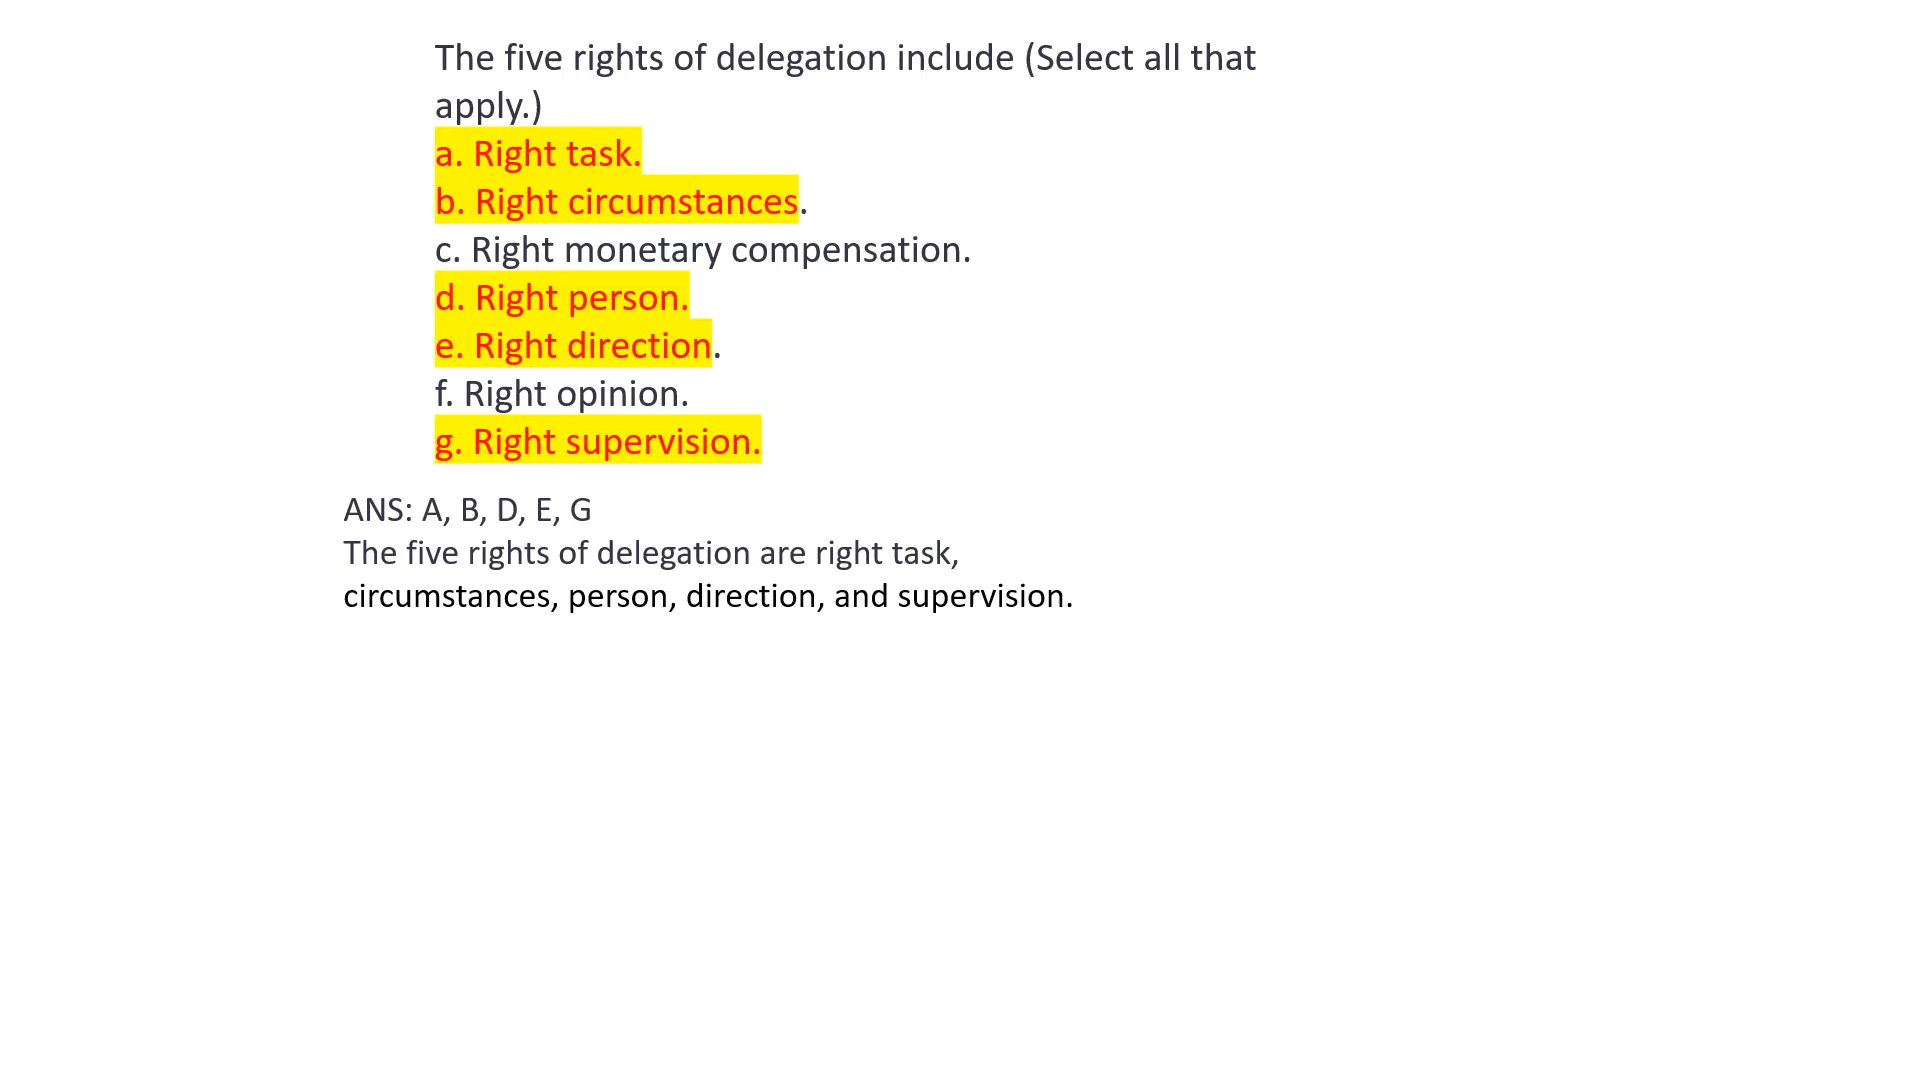 The five rights of delegation include (Select all that
apply.)
a. Right task.
b. Right circumstances.
c. Right monetary compensation.
d. Right person.
e. Right direction.
f. Right opinion.
g. Right supervision.
ANS: A, B, D, E, G
The five rights of delegation are right task,
circumstances, person, direction, and supervision.